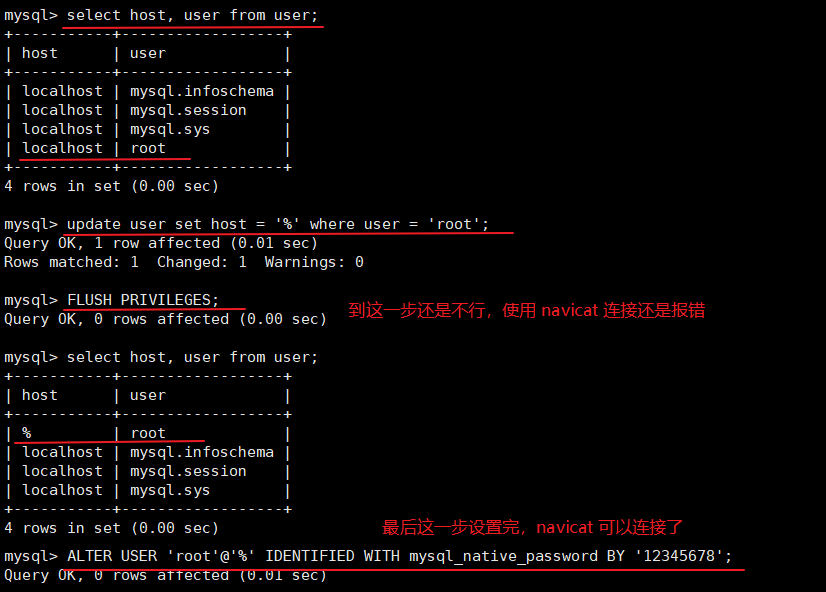 mysql> select host, user from user;
+-----------+------------------+
| host      | user             |
+-----------+------------------+
| localhost | mysql.infoschema |
| localhost | mysql.session    |
| localhost | mysql.sys        |
| localhost | root             |
+-----------+------------------+
4 rows in set (0.00 sec)
mysql> update user set host = '%' where user = 'root';
Query OK, 1 row affected (0.01 sec)
Rows matched: 1  Changed: 1  Warnings: 0
mysql> FLUSH PRIVILEGES;
到这一步还是不行，使用 navicat 连接还是报错
Query OK, 0 rows affected (0.00 sec)
mysql> select host, user from user;
+-----------+------------------+
| host      | user             |
+-----------+------------------+
| %         | root             |
| localhost | mysql.infoschema |
| localhost | mysql.session    |
| localhost | mysql.sys        |
+-----------+------------------+
4 rows in set (0.00 sec)
最后这一步设置完，navicat 可以连接了
mysql> ALTER USER 'root'@'%' IDENTIFIED WITH mysql_native_password BY '12345678';
Query OK, 0 rows affected (0.01 sec)